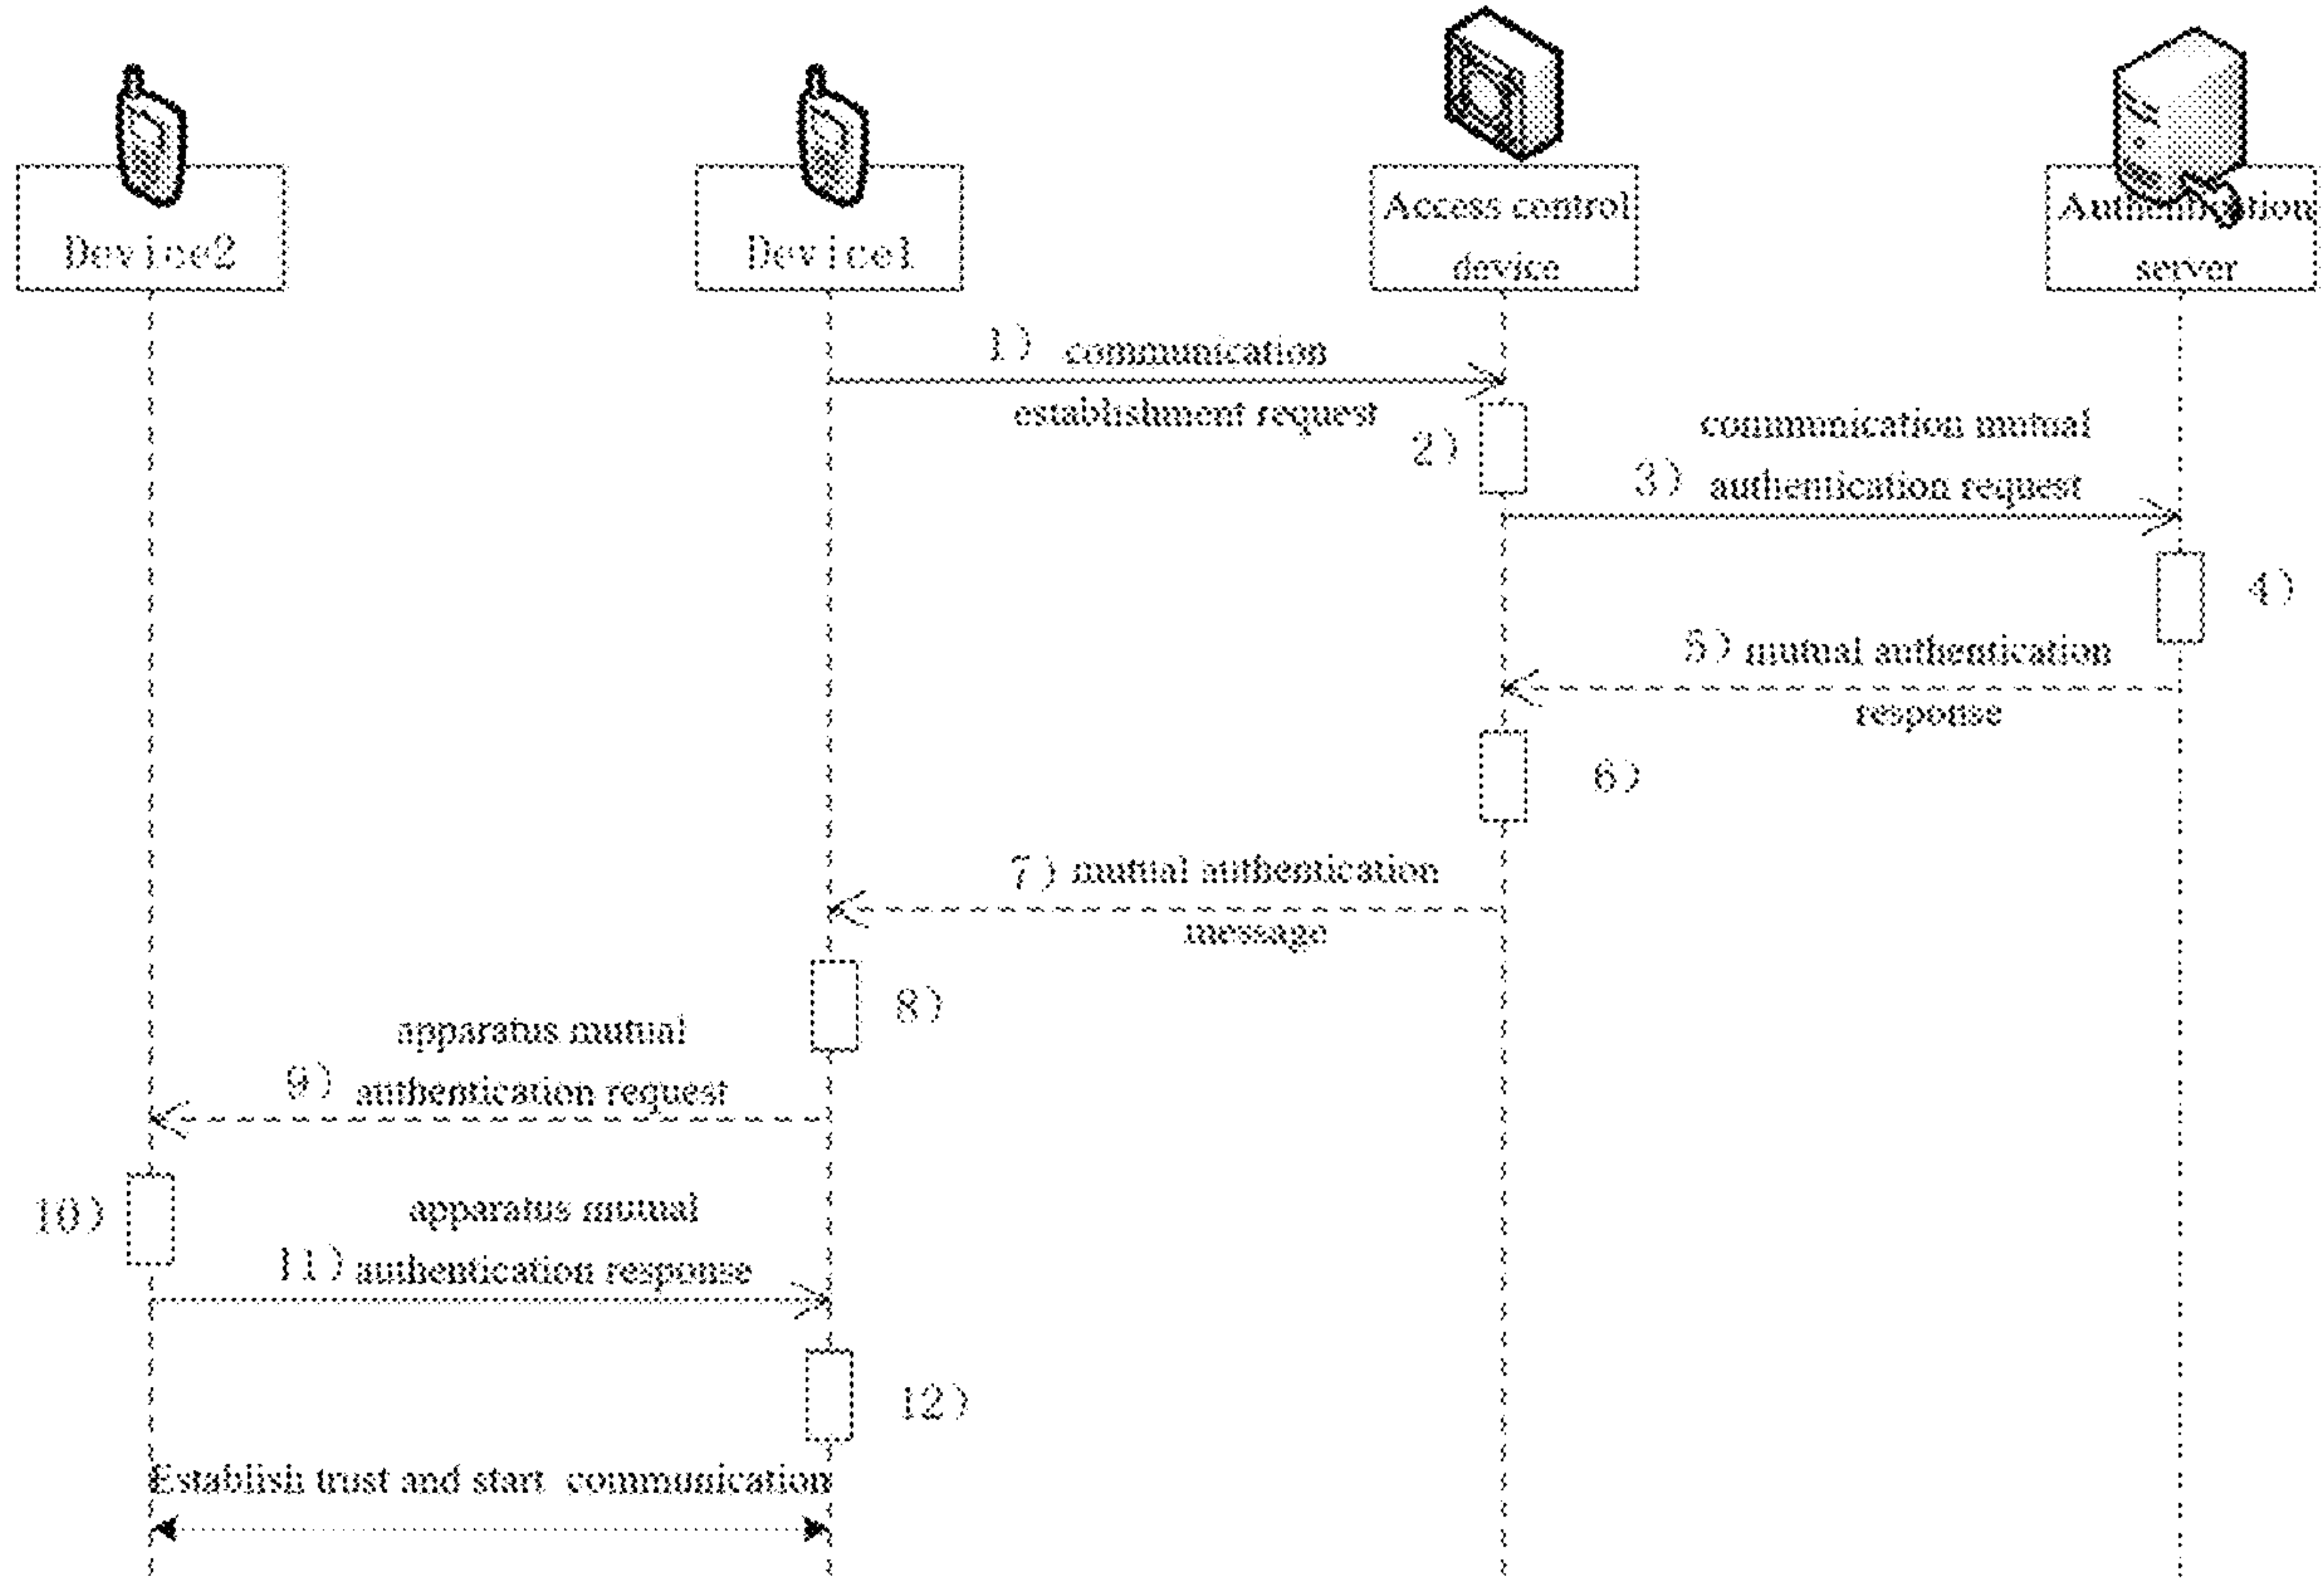 Device2
Device1
Access control
device
Authentication
server
1) communication
establishment request
2)
communication mutual
3) authentication request
4)
5) mutual authentication
response
6)
7) mutual authentication
message
8)
apparatus mutual
9) authentication request
10)
apparatus mutual
11) authentication response
12)
Establish trust and start communication